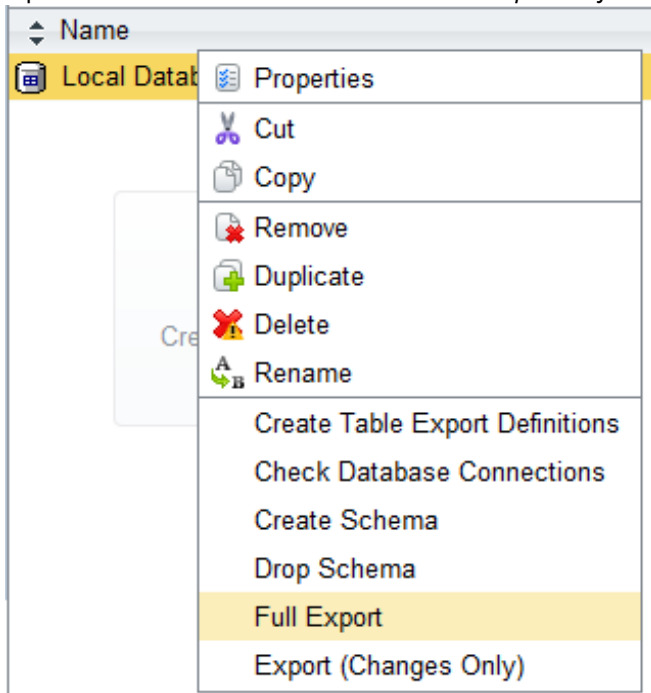 Name
Local Datab
Properties
Cut
Copy
Remove
Duplicate
Delete
Cre
Rename
Create Table Export Definitions
Check Database Connections
Create Schema
Drop Schema
Full Export
Export (Changes Only)